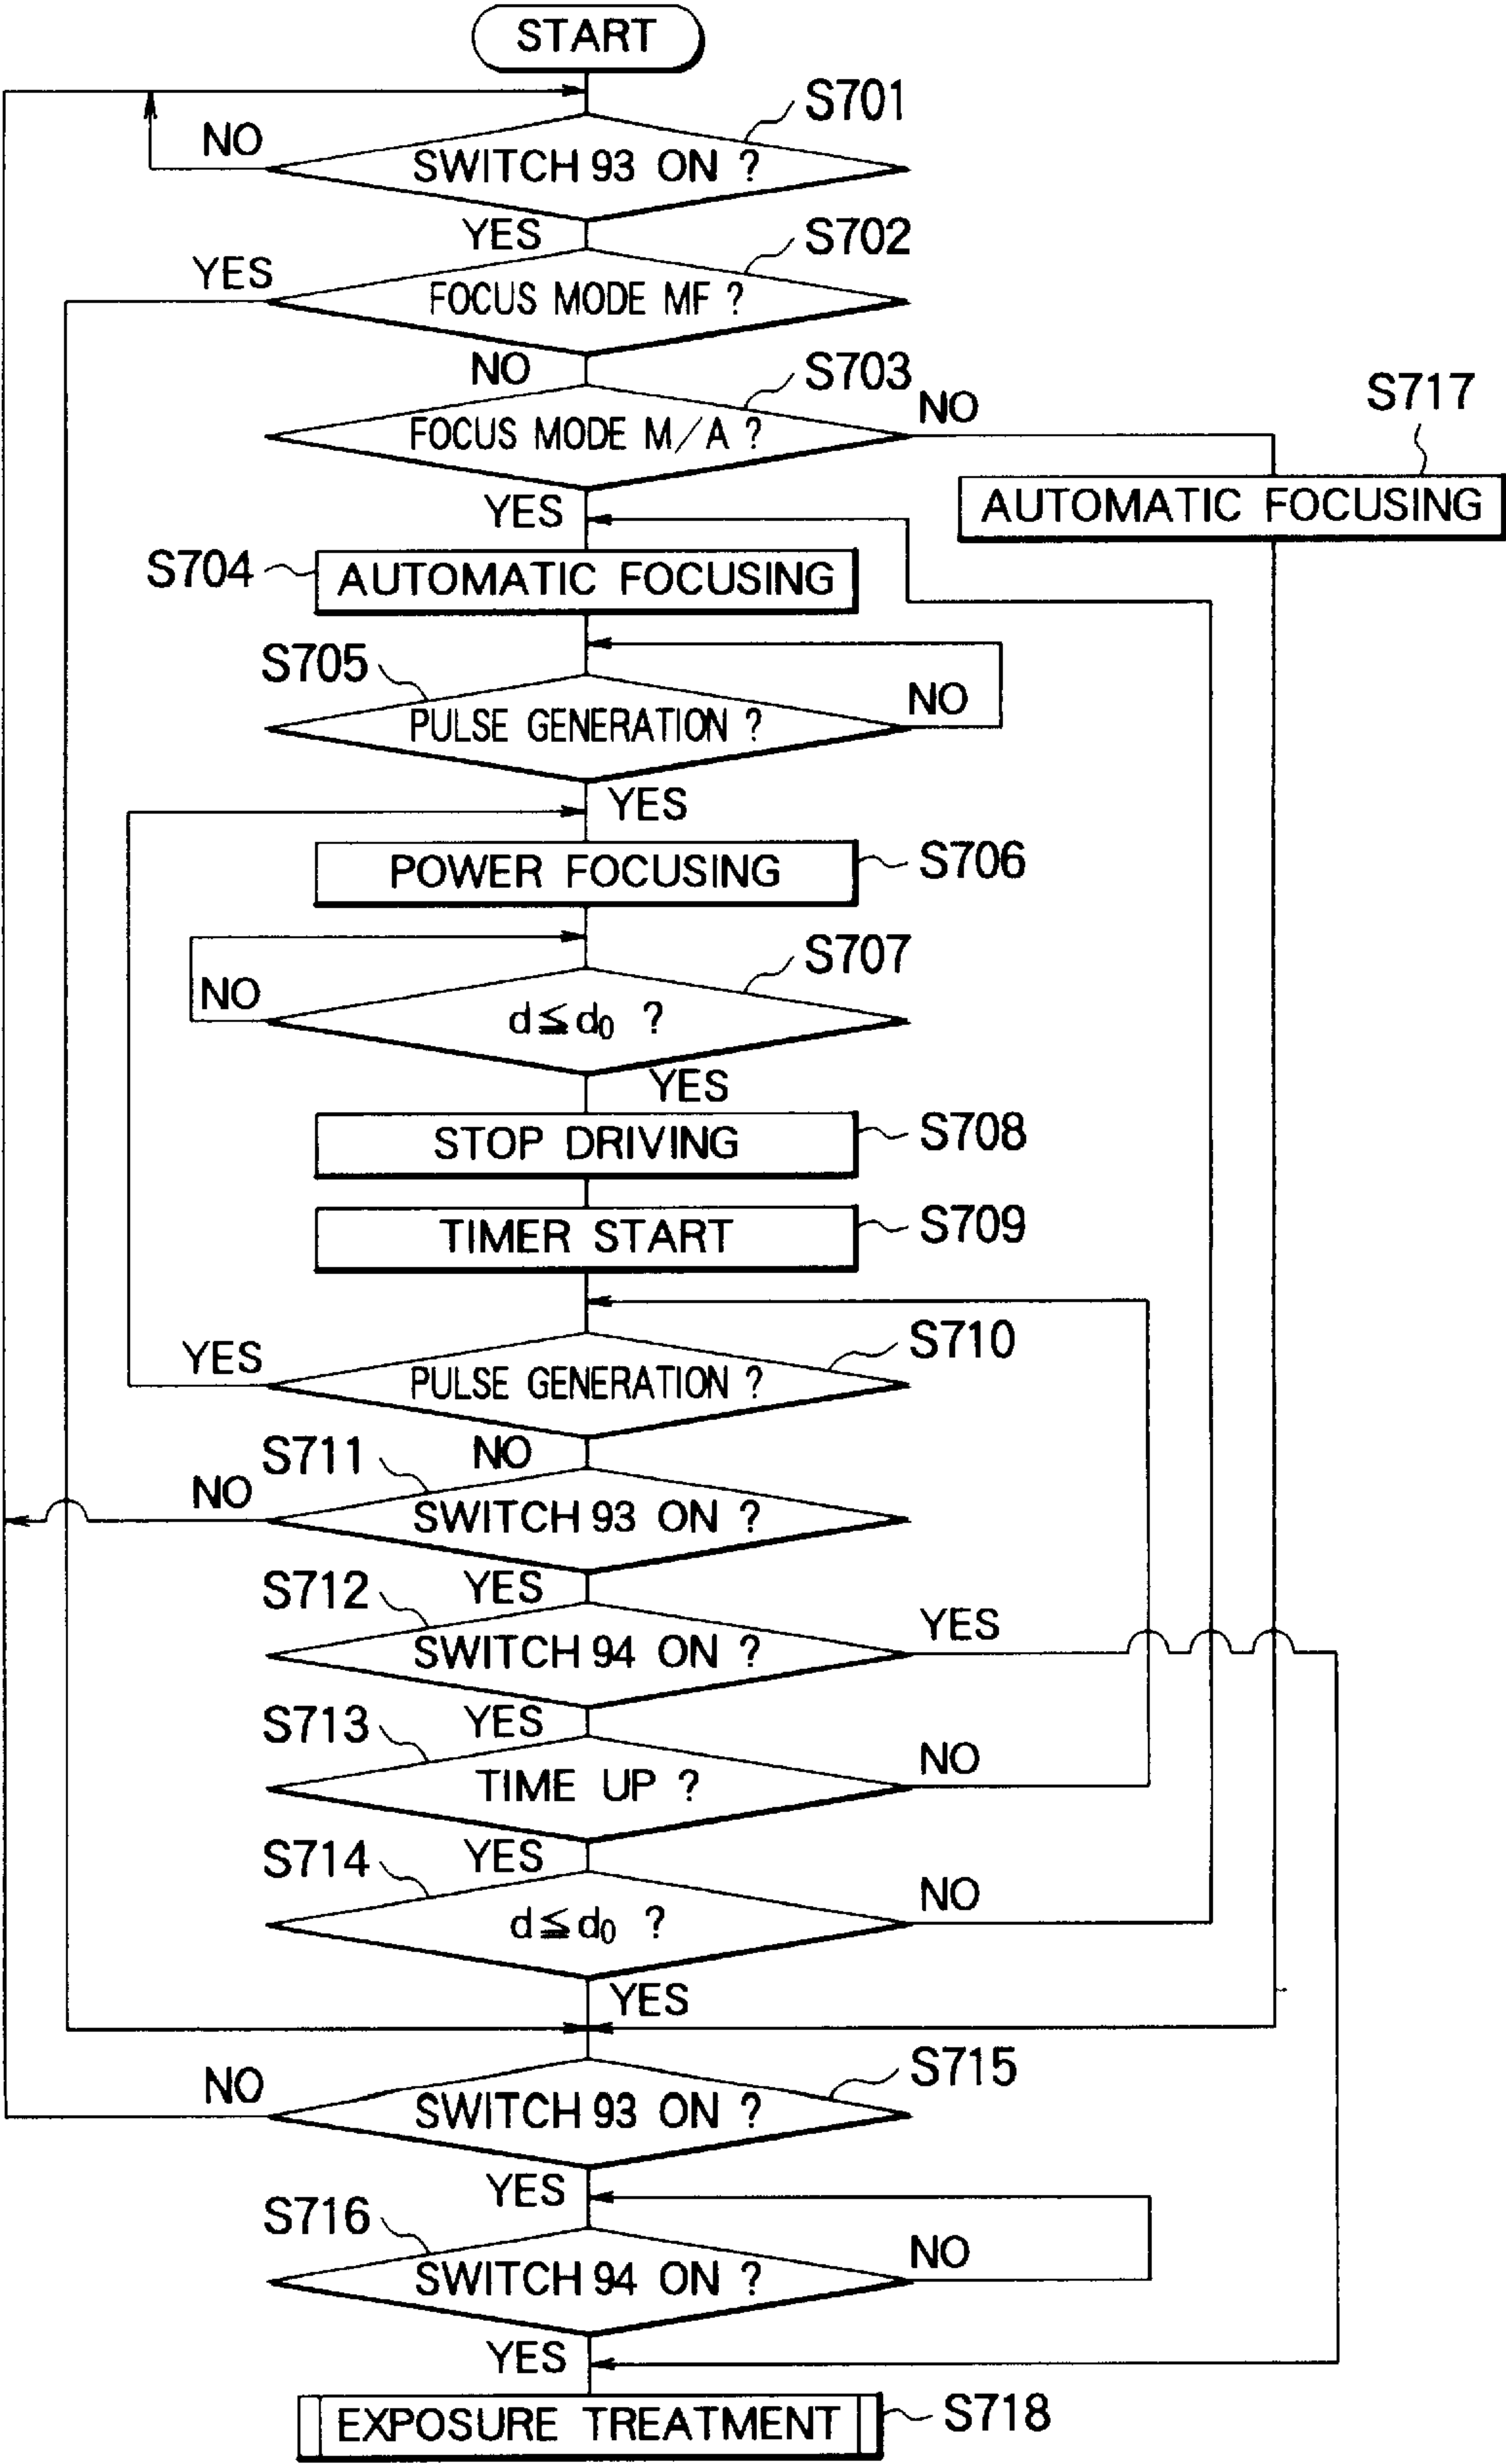 START
S701
NO
SWITCH 93 ON ?
YES
S702
YES
FOCUS MODE MF ?
NO
S703
FOCUS MODE M/A ?
NO
S717
YES
AUTOMATIC FOCUSING
S704
AUTOMATIC FOCUSING
S705
PULSE GENERATION ?
NO
YES
POWER FOCUSING
S706
S707
NO
d≦d₀ ?
YES
STOP DRIVING
S708
TIMER START
S709
S710
YES
PULSE GENERATION ?
NO
S711
NO
SWITCH 93 ON ?
YES
S712
YES
SWITCH 94 ON ?
YES
S713
NO
TIME UP ?
YES
S714
NO
d≦d₀ ?
YES
S715
NO
SWITCH 93 ON ?
YES
S716
NO
SWITCH 94 ON ?
YES
EXPOSURE TREATMENT
S718